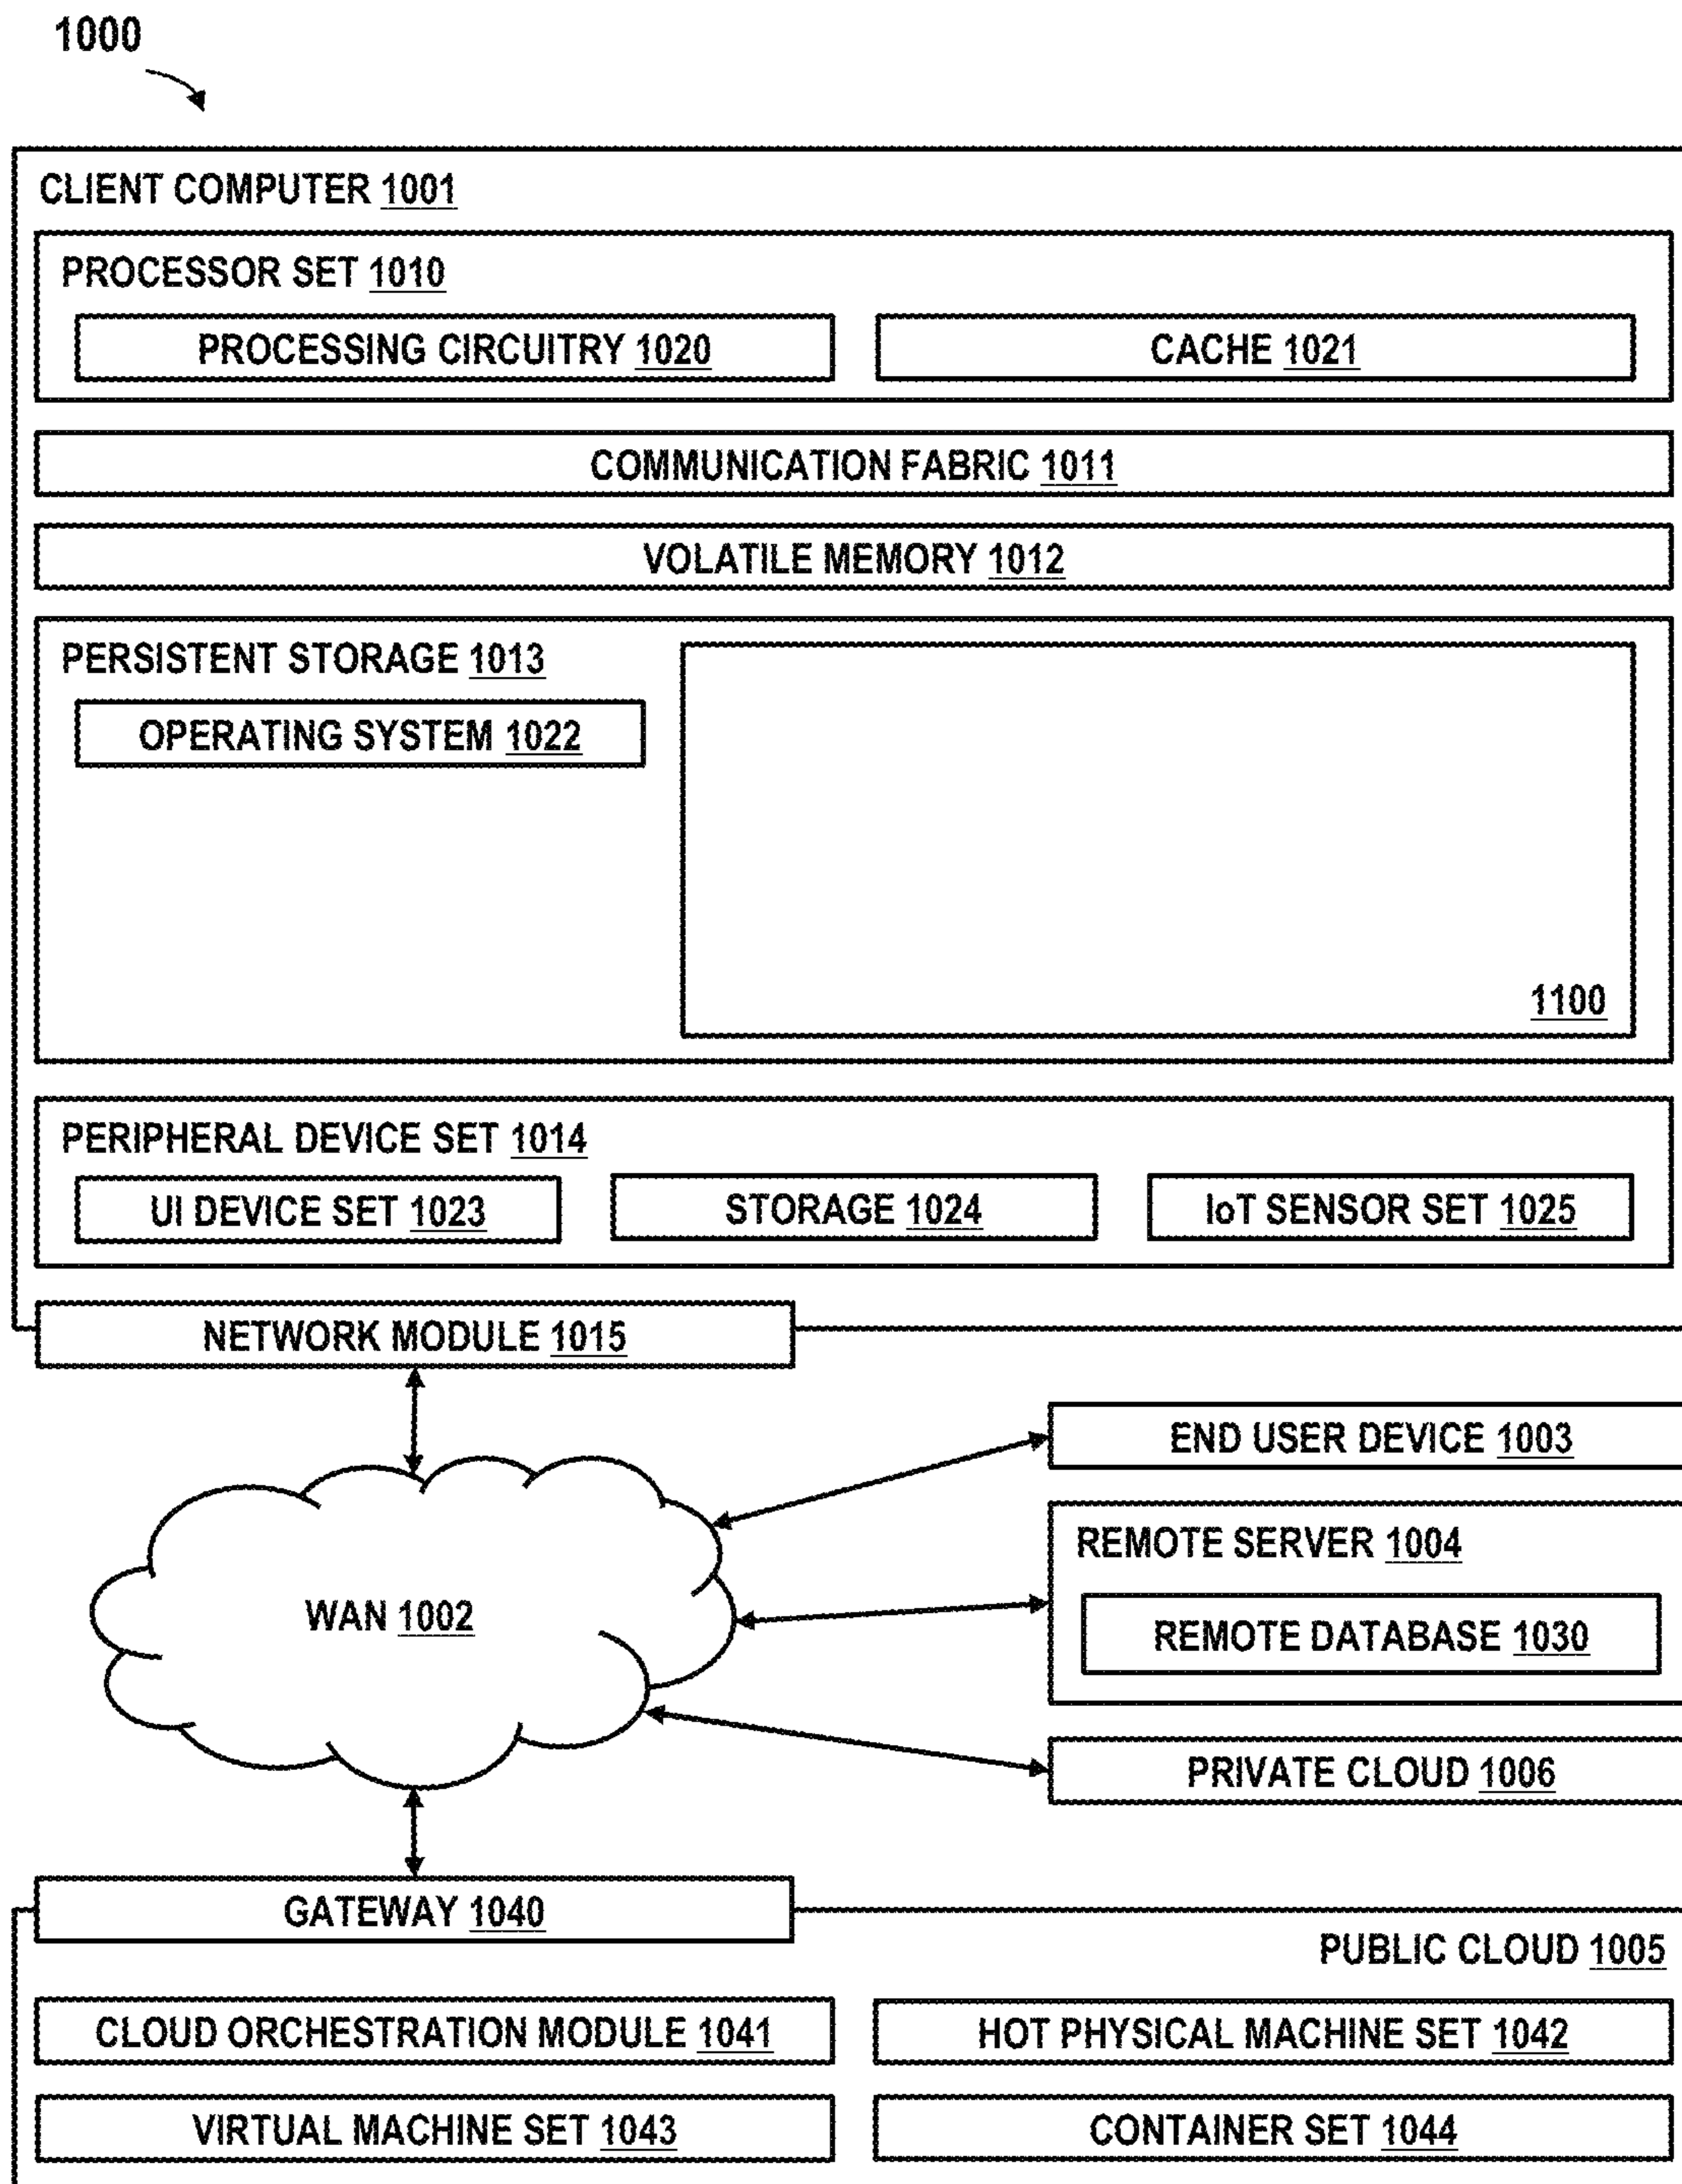 1000
CLIENT COMPUTER 1001
PROCESSOR SET 1010
PROCESSING CIRCUITRY 1020
CACHE 1021
COMMUNICATION FABRIC 1011
VOLATILE MEMORY 1012
PERSISTENT STORAGE 1013
OPERATING SYSTEM 1022
1100
PERIPHERAL DEVICE SET 1014
UI DEVICE SET 1023
STORAGE 1024
IoT SENSOR SET 1025
NETWORK MODULE 1015
END USER DEVICE 1003
REMOTE SERVER 1004
WAN 1002
REMOTE DATABASE 1030
PRIVATE CLOUD 1006
GATEWAY 1040
PUBLIC CLOUD 1005
CLOUD ORCHESTRATION MODULE 1041
HOT PHYSICAL MACHINE SET 1042
VIRTUAL MACHINE SET 1043
CONTAINER SET 1044